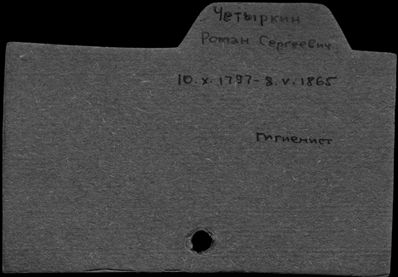 Четыркин
Роман Сергеевич
10.X.1797-8.V.1865
гигиенист